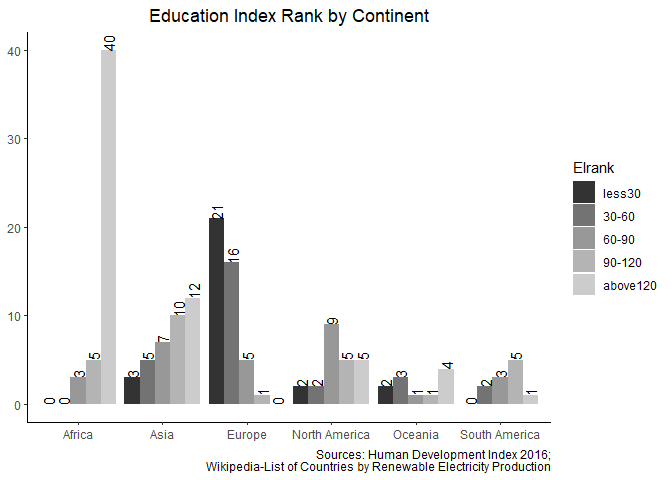 Education Index Rank by Continent
40
30
20
10
0
0 0 3 5 40
3 5 7 10 12
21 16 5 1 0
2 2 9 5 5
2 3 1 1 4
0 2 3 5 1
Africa Asia Europe North America Oceania South America
EIrank
less30
30-60
60-90
90-120
above120
Sources: Human Development Index 2016;
Wikipedia-List of Countries by Renewable Electricity Production